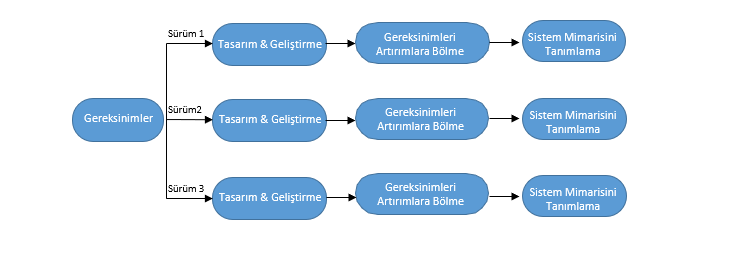 Gereksinimler
Sürüm 1
Tasarım & Geliştirme
Gereksinimleri
Artırımlara Bölme
Sistem Mimarisini
Tanımlama
Sürüm2
Tasarım & Geliştirme
Gereksinimleri
Artırımlara Bölme
Sistem Mimarisini
Tanımlama
Sürüm 3
Tasarım & Geliştirme
Gereksinimleri
Artırımlara Bölme
Sistem Mimarisini
Tanımlama